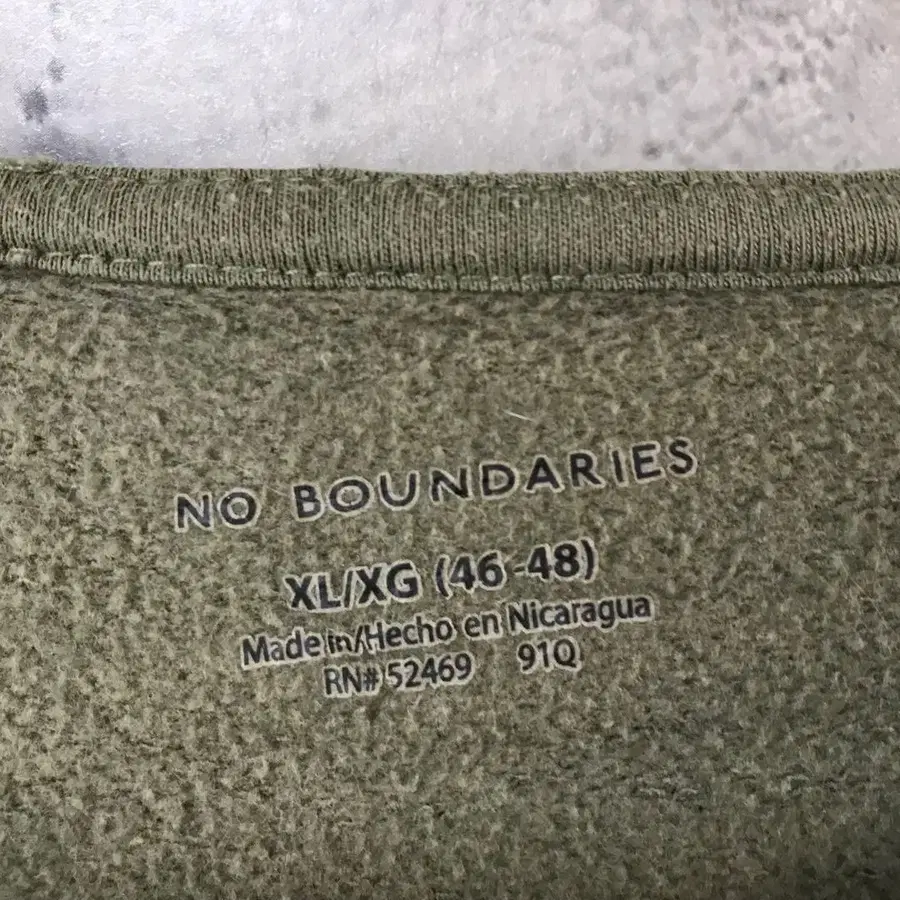 NO BOUNDARIES
XL/XG (46-48)
Made in/Hecho en Nicaragua
RN# 52469 91Q